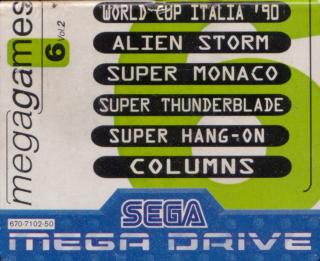 WORLD CUP ITALIA '90
ALIEN STORM
SUPER MONACO
SUPER THUNDERBLADE
SUPER HANG-ON
COLUMNS
megagames
6 Vol.2
6
670-7102-50
SEGA
MEGA DRIVE